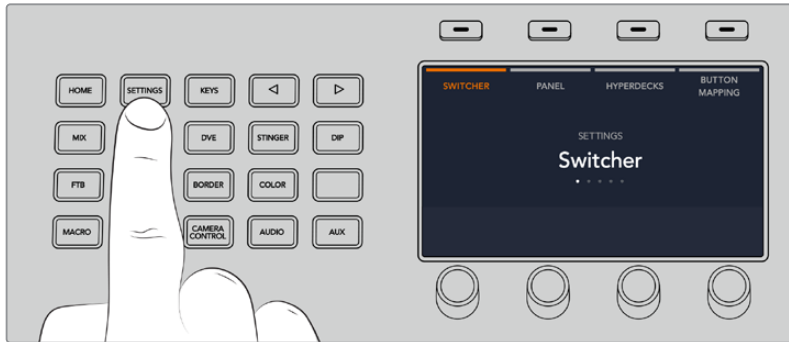 HOME
SETTINGS
KEYS
MIX
DVE
STINGER
DIP
FTB
BORDER
COLOR
MACRO
CAMERA
CONTROL
AUDIO
AUX
SWITCHER
PANEL
HYPERDECKS
BUTTON
MAPPING
SETTINGS
Switcher